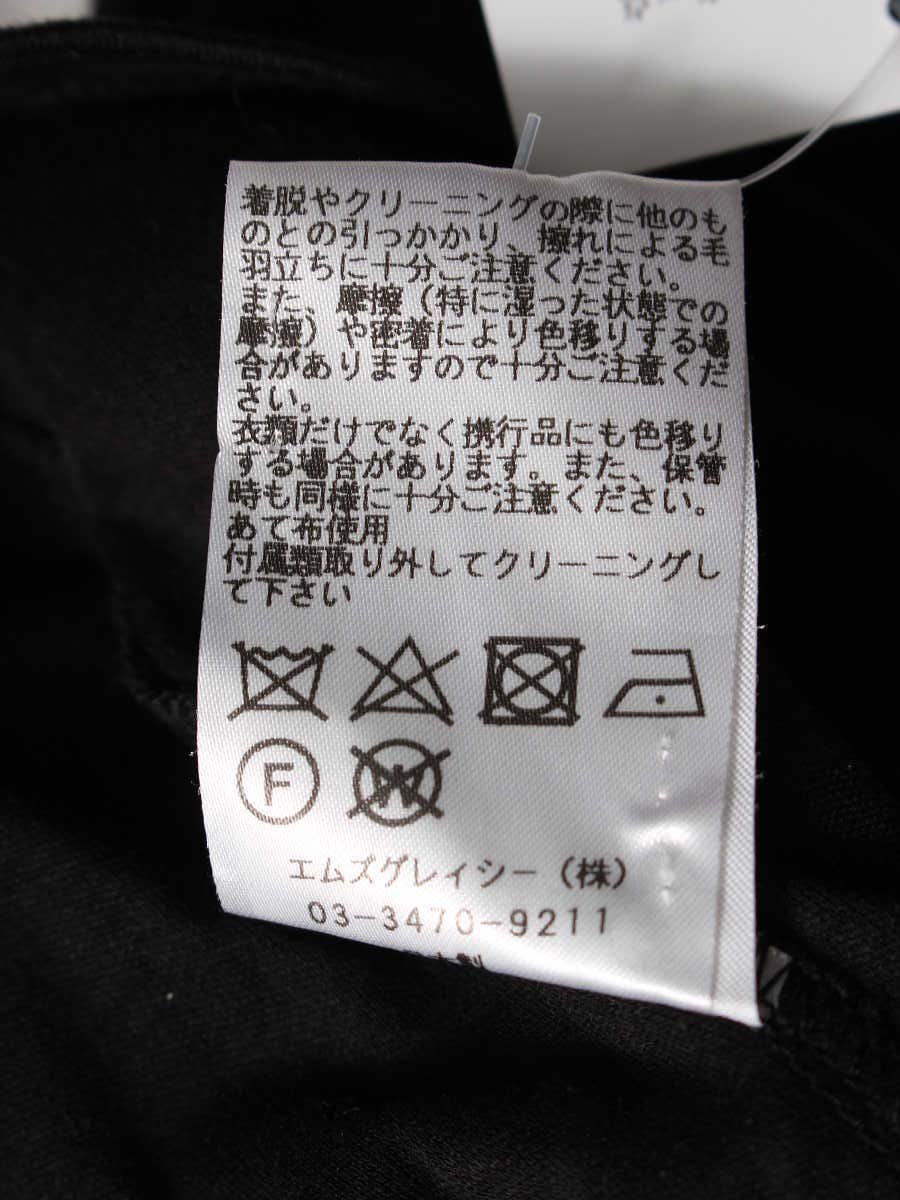 着脱やクリーニングの際に他のも
のとの引っかかり、擦れによる毛
羽立ちに十分ご注意ください。
また、摩擦（特に湿った状態での
摩擦）や密着により色移りする場
合がありますので十分ご注意くだ
さい。
衣類だけでなく携行品にも色移り
する場合があります。また、保管
時も同様に十分ご注意ください。
あて布使用
付属類取り外してクリーニングし
て下さい
F
W
エムズグレイシー（株）
03-3470-9211